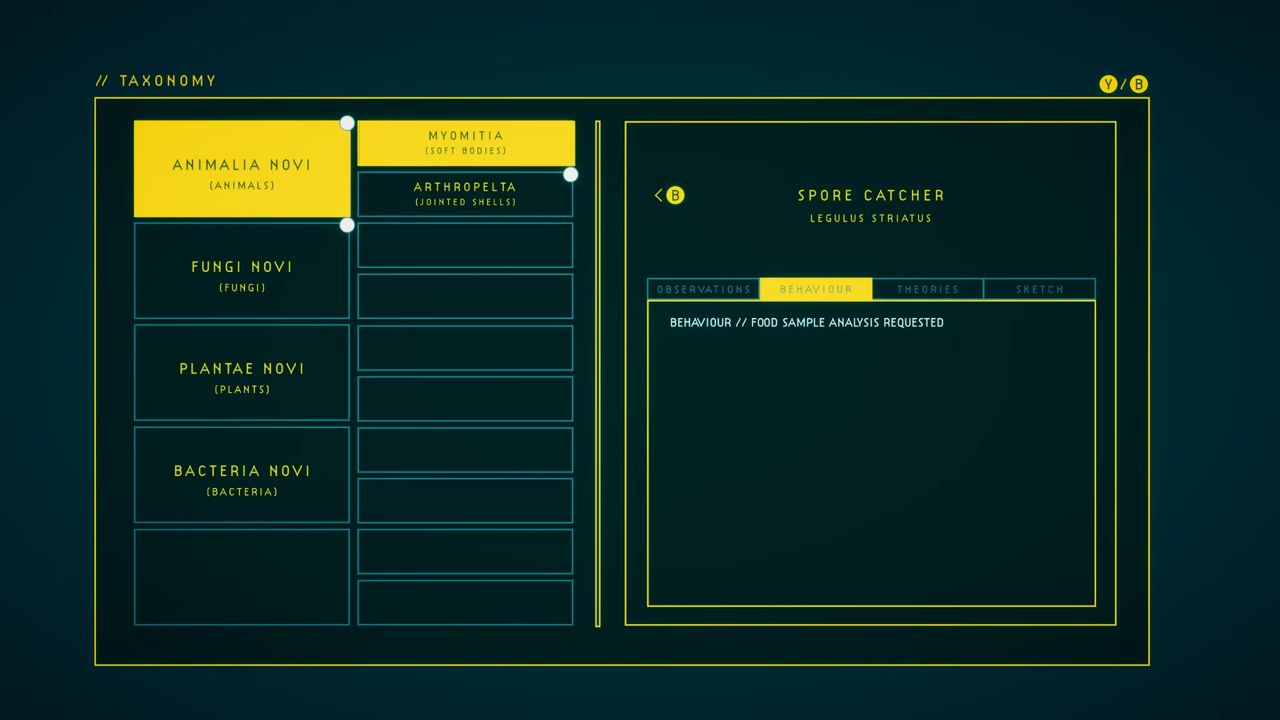 // TAXONOMY
Y / B
ANIMALIA NOVI
(ANIMALS)
FUNGI NOVI
(FUNGI)
PLANTAE NOVI
(PLANTS)
BACTERIA NOVI
(BACTERIA)
MYOMITIA
(SOFT BODIES)
ARTHROPELTA
(JOINTED SHELLS)
< B
SPORE CATCHER
LEGULUS STRIATUS
OBSERVATIONS BEHAVIOUR THEORIES SKETCH
BEHAVIOUR // FOOD SAMPLE ANALYSIS REQUESTED